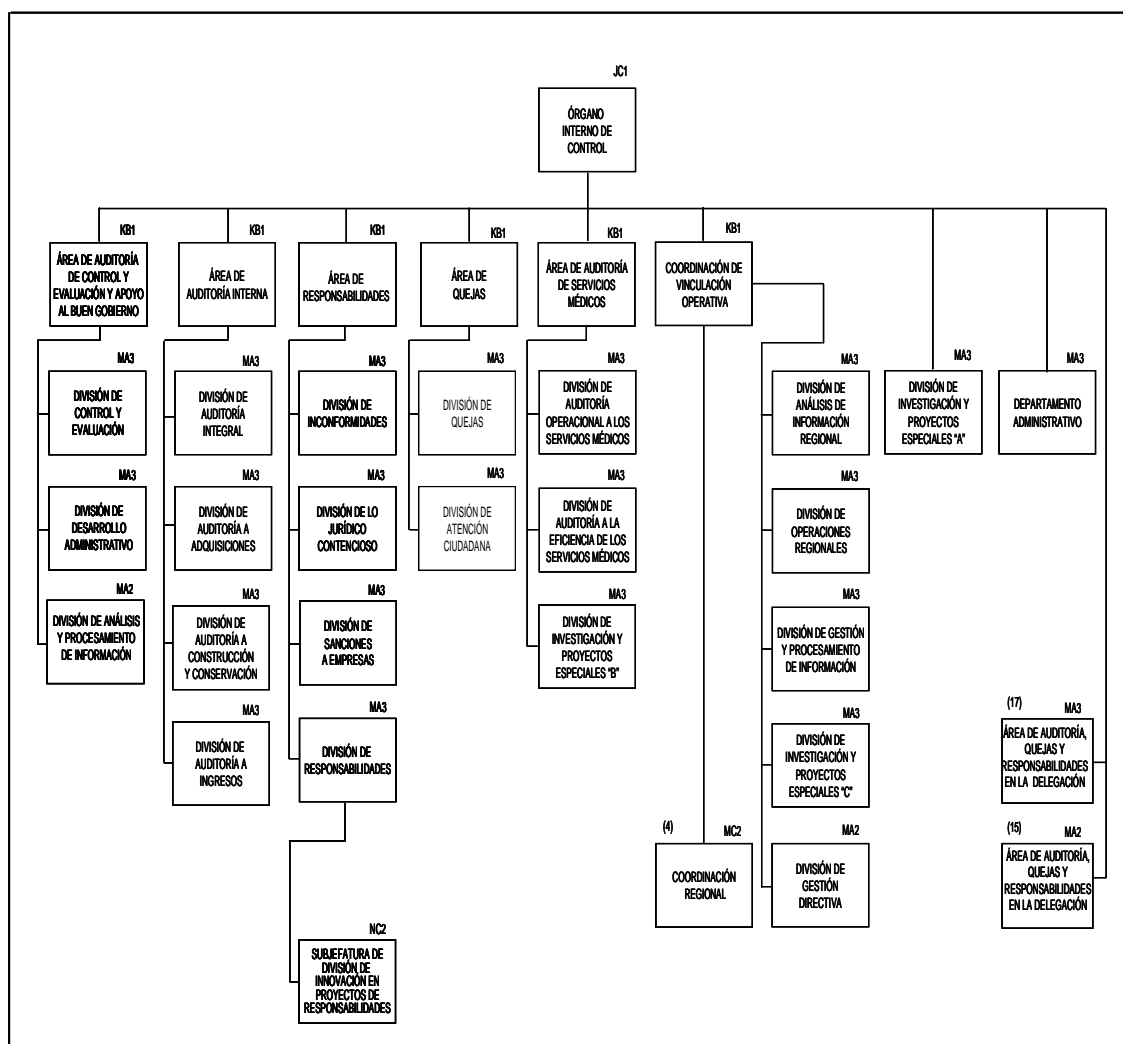 JC1
ÓRGANO
INTERNO DE
CONTROL
KB1
ÁREA DE AUDITORÍA
DE CONTROL Y
EVALUACIÓN Y APOYO
AL BUEN GOBIERNO
KB1
ÁREA DE
AUDITORÍA INTERNA
KB1
ÁREA DE
RESPONSABILIDADES
KB1
ÁREA DE
QUEJAS
KB1
ÁREA DE AUDITORÍA
DE SERVICIOS
MÉDICOS
KB1
COORDINACIÓN DE
VINCULACIÓN
OPERATIVA
MA3
DIVISIÓN DE
CONTROL Y
EVALUACIÓN
MA3
DIVISIÓN DE
AUDITORÍA
INTEGRAL
MA3
DIVISIÓN DE
INCONFORMIDADES
MA3
DIVISIÓN DE
QUEJAS
MA3
DIVISIÓN DE
AUDITORÍA
OPERACIONAL A LOS
SERVICIOS MÉDICOS
MA3
DIVISIÓN DE
ANÁLISIS DE
INFORMACIÓN
REGIONAL
MA3
DIVISIÓN DE
INVESTIGACIÓN Y
PROYECTOS
ESPECIALES "A"
MA3
DEPARTAMENTO
ADMINISTRATIVO
MA3
DIVISIÓN DE
DESARROLLO
ADMINISTRATIVO
MA3
DIVISIÓN DE
AUDITORÍA A
ADQUISICIONES
MA3
DIVISIÓN DE LO
JURÍDICO
CONTENCIOSO
MA3
DIVISIÓN DE
ATENCIÓN
CIUDADANA
MA3
DIVISIÓN DE
AUDITORÍA A LA
EFICIENCIA DE LOS
SERVICIOS MÉDICOS
MA3
DIVISIÓN DE
OPERACIONES
REGIONALES
MA2
DIVISIÓN DE ANÁLISIS
Y PROCESAMIENTO
DE INFORMACIÓN
MA3
DIVISIÓN DE
AUDITORÍA A
CONSTRUCCIÓN
Y CONSERVACIÓN
MA3
DIVISIÓN DE
SANCIONES
A EMPRESAS
MA3
DIVISIÓN DE
INVESTIGACIÓN Y
PROYECTOS
ESPECIALES "B"
MA3
DIVISIÓN DE GESTIÓN
Y PROCESAMIENTO
DE INFORMACIÓN
MA3
DIVISIÓN DE
AUDITORÍA A
INGRESOS
MA3
DIVISIÓN DE
RESPONSABILIDADES
MA3
DIVISIÓN DE
INVESTIGACIÓN Y
PROYECTOS
ESPECIALES "C"
(17) MA3
ÁREA DE AUDITORÍA,
QUEJAS Y
RESPONSABILIDADES
EN LA DELEGACIÓN
(4) MC2
COORDINACIÓN
REGIONAL
MA2
DIVISIÓN DE
GESTIÓN
DIRECTIVA
(15) MA2
ÁREA DE AUDITORÍA,
QUEJAS Y
RESPONSABILIDADES
EN LA DELEGACIÓN
NC2
SUBJEFATURA DE
DIVISIÓN DE
INNOVACIÓN EN
PROYECTOS DE
RESPONSABILIDADES